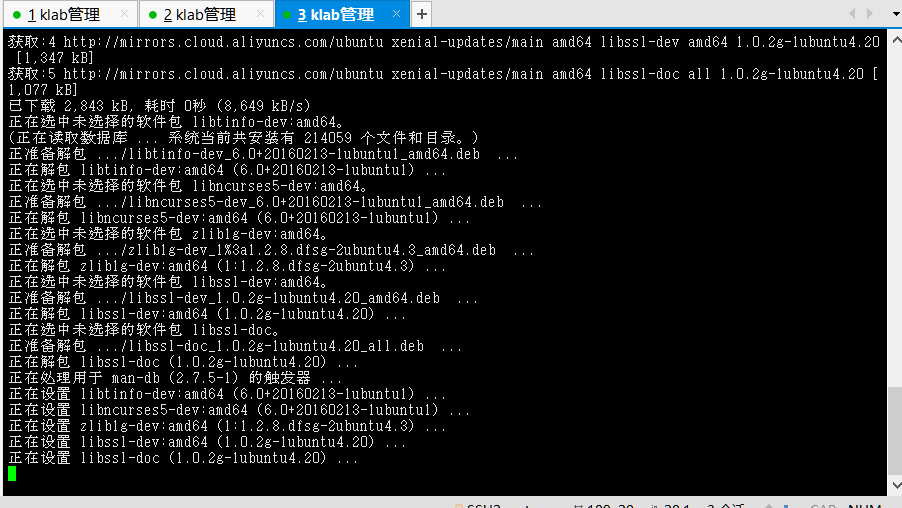 1 klab管理
2 klab管理
3 klab管理
获取:4 http://mirrors.cloud.aliyuncs.com/ubuntu xenial-updates/main amd64 libssl-dev amd64 1.0.2g-1ubuntu4.20
[1,347 kB]
获取:5 http://mirrors.cloud.aliyuncs.com/ubuntu xenial-updates/main amd64 libssl-doc all 1.0.2g-1ubuntu4.20 [
1,077 kB]
已下载 2,843 kB, 耗时 0秒 (8,649 kB/s)
正在选中未选择的软件包 libtinfo-dev:amd64。
(正在读取数据库 ... 系统当前共安装有 214059 个文件和目录。)
正准备解包 .../libtinfo-dev_6.0+20160213-1ubuntu1_amd64.deb ...
正在解包 libtinfo-dev:amd64 (6.0+20160213-1ubuntu1) ...
正在选中未选择的软件包 libncurses5-dev:amd64。
正准备解包 .../libncurses5-dev_6.0+20160213-1ubuntu1_amd64.deb ...
正在解包 libncurses5-dev:amd64 (6.0+20160213-1ubuntu1) ...
正在选中未选择的软件包 zlib1g-dev:amd64。
正准备解包 .../zlib1g-dev_1%3a1.2.8.dfsg-2ubuntu4.3_amd64.deb ...
正在解包 zlib1g-dev:amd64 (1:1.2.8.dfsg-2ubuntu4.3) ...
正在选中未选择的软件包 libssl-dev:amd64。
正准备解包 .../libssl-dev_1.0.2g-1ubuntu4.20_amd64.deb ...
正在解包 libssl-dev:amd64 (1.0.2g-1ubuntu4.20) ...
正在选中未选择的软件包 libssl-doc。
正准备解包 .../libssl-doc_1.0.2g-1ubuntu4.20_all.deb ...
正在解包 libssl-doc (1.0.2g-1ubuntu4.20) ...
正在处理用于 man-db (2.7.5-1) 的触发器 ...
正在设置 libtinfo-dev:amd64 (6.0+20160213-1ubuntu1) ...
正在设置 libncurses5-dev:amd64 (6.0+20160213-1ubuntu1) ...
正在设置 zlib1g-dev:amd64 (1:1.2.8.dfsg-2ubuntu4.3) ...
正在设置 libssl-dev:amd64 (1.0.2g-1ubuntu4.20) ...
正在设置 libssl-doc (1.0.2g-1ubuntu4.20) ...